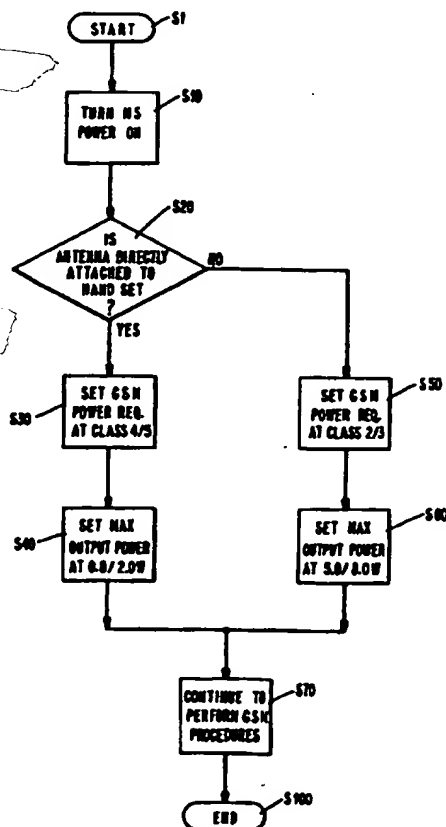 START
S1
TURN MS
POWER ON
S10
S20
IS
ANTENNA DIRECTLY
ATTACHED TO
HAND SET
?
NO
YES
S30
SET GSM
POWER REQ.
AT CLASS 4/5
S50
SET GSM
POWER REQ.
AT CLASS 2/3
S40
SET MAX
OUTPUT POWER
AT 0.8/2.0W
S60
SET MAX
OUTPUT POWER
AT 5.0/8.0W
S70
CONTINUE TO
PERFORM GSM
PROCEDURES
S100
END